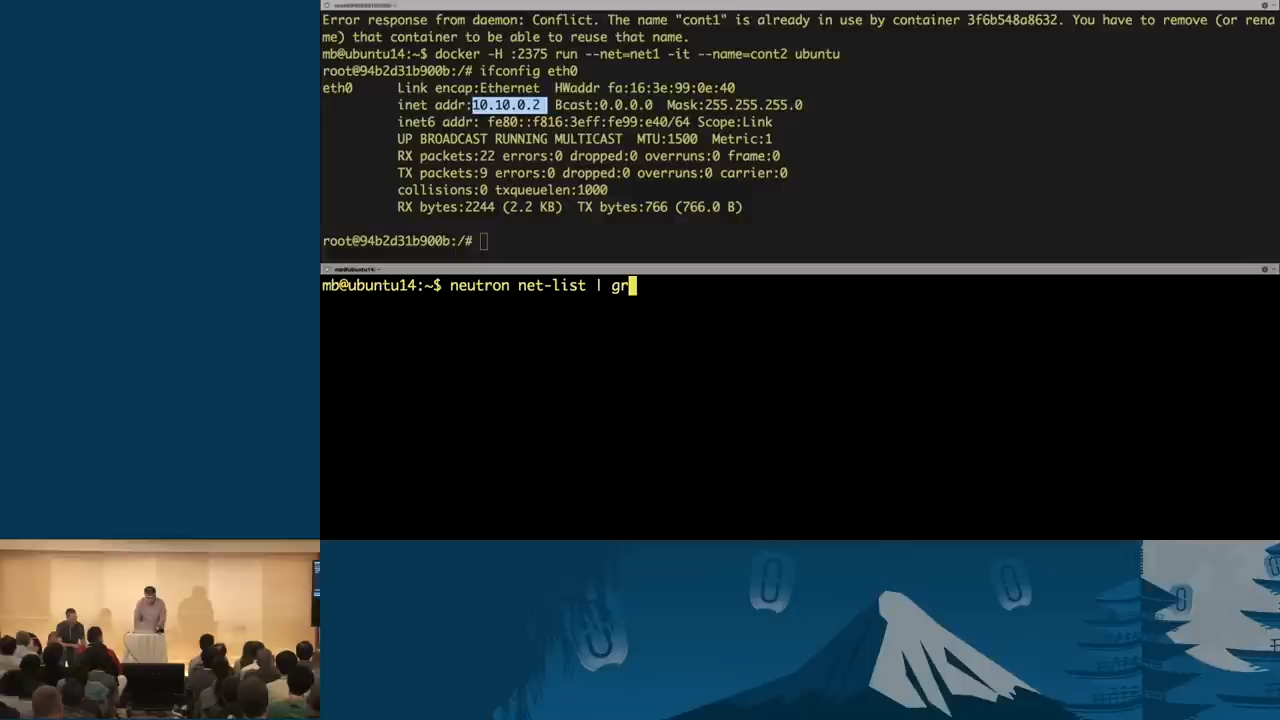 Error response from daemon: Conflict. The name "cont1" is already in use by container 3f6b548a8632. You have to remove (or rena
me) that container to be able to reuse that name.
mb@ubuntu14:~$ docker -H :2375 run --net=net1 -it --name=cont2 ubuntu
root@94b2d31b900b:/# ifconfig eth0
eth0      Link encap:Ethernet  HWaddr fa:16:3e:99:0e:40
          inet addr:10.10.0.2  Bcast:0.0.0.0  Mask:255.255.255.0
          inet6 addr: fe80::f816:3eff:fe99:e40/64 Scope:Link
          UP BROADCAST RUNNING MULTICAST  MTU:1500  Metric:1
          RX packets:22 errors:0 dropped:0 overruns:0 frame:0
          TX packets:9 errors:0 dropped:0 overruns:0 carrier:0
          collisions:0 txqueuelen:1000
          RX bytes:2244 (2.2 KB)  TX bytes:766 (766.0 B)
root@94b2d31b900b:/#
mb@ubuntu14:~
mb@ubuntu14:~$ neutron net-list | gr